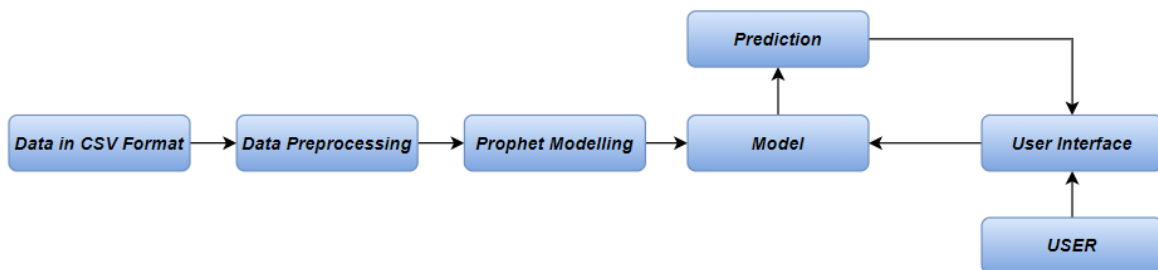 Prediction
Data in CSV Format
Data Preprocessing
Prophet Modelling
Model
User Interface
USER